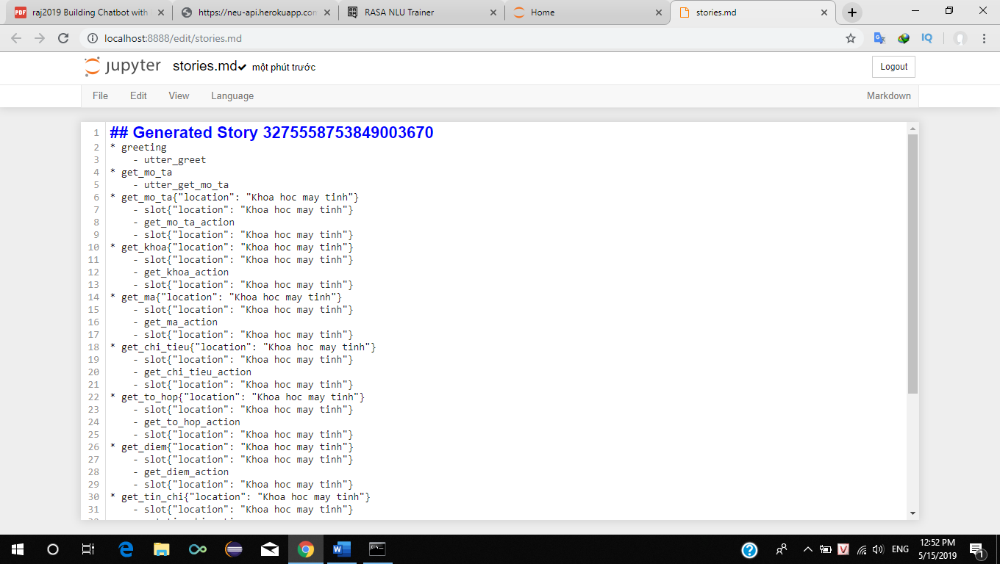 raj2019 Building Chatbot with
https://neu-api.herokuapp.con
RASA NLU Trainer
Home
stories.md
localhost:8888/edit/stories.md
jupyter stories.md một phút trước
Logout
File Edit View Language
Markdown
1 ## Generated Story 3275558753849003670
2 * greeting
3 - utter_greet
4 * get_mo_ta
5 - utter_get_mo_ta
6 * get_mo_ta{"location": "Khoa hoc may tinh"}
7 - slot{"location": "Khoa hoc may tinh"}
8 - get_mo_ta_action
9 - slot{"location": "Khoa hoc may tinh"}
10 * get_khoa{"location": "Khoa hoc may tinh"}
11 - slot{"location": "Khoa hoc may tinh"}
12 - get_khoa_action
13 - slot{"location": "Khoa hoc may tinh"}
14 * get_ma{"location": "Khoa hoc may tinh"}
15 - slot{"location": "Khoa hoc may tinh"}
16 - get_ma_action
17 - slot{"location": "Khoa hoc may tinh"}
18 * get_chi_tieu{"location": "Khoa hoc may tinh"}
19 - slot{"location": "Khoa hoc may tinh"}
20 - get_chi_tieu_action
21 - slot{"location": "Khoa hoc may tinh"}
22 * get_to_hop{"location": "Khoa hoc may tinh"}
23 - slot{"location": "Khoa hoc may tinh"}
24 - get_to_hop_action
25 - slot{"location": "Khoa hoc may tinh"}
26 * get_diem{"location": "Khoa hoc may tinh"}
27 - slot{"location": "Khoa hoc may tinh"}
28 - get_diem_action
29 - slot{"location": "Khoa hoc may tinh"}
30 * get_tin_chi{"location": "Khoa hoc may tinh"}
31 - slot{"location": "Khoa hoc may tinh"}
ENG
12:52 PM
5/15/2019